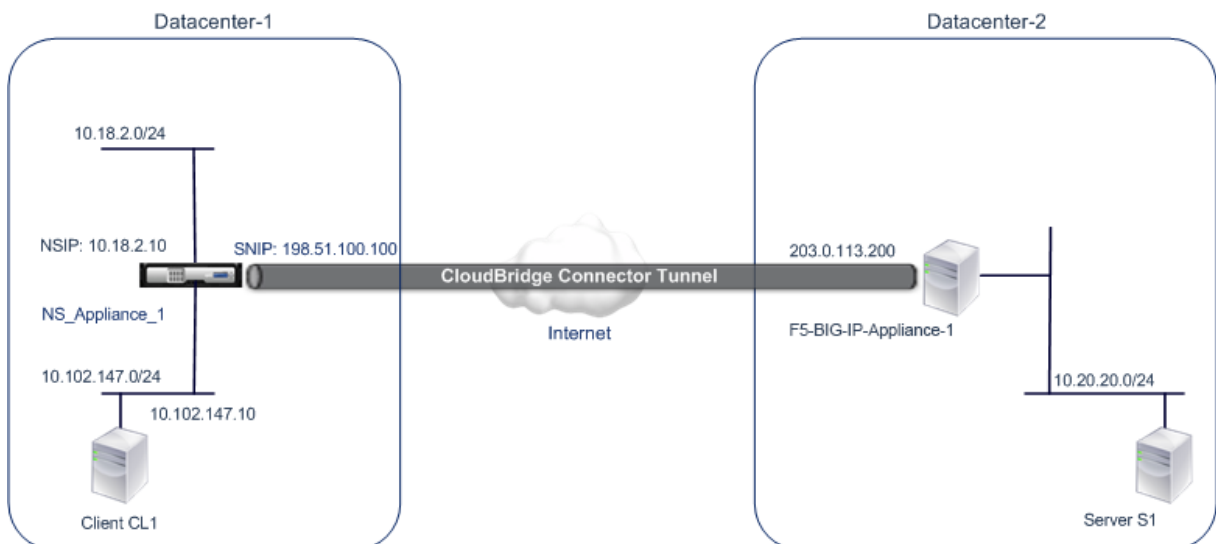 Datacenter-1
Datacenter-2
10.18.2.0/24
NSIP: 10.18.2.10
SNIP: 198.51.100.100
203.0.113.200
CloudBridge Connector Tunnel
NS_Appliance_1
Internet
F5-BIG-IP-Appliance-1
10.102.147.0/24
10.20.20.0/24
10.102.147.10
Client CL1
Server S1